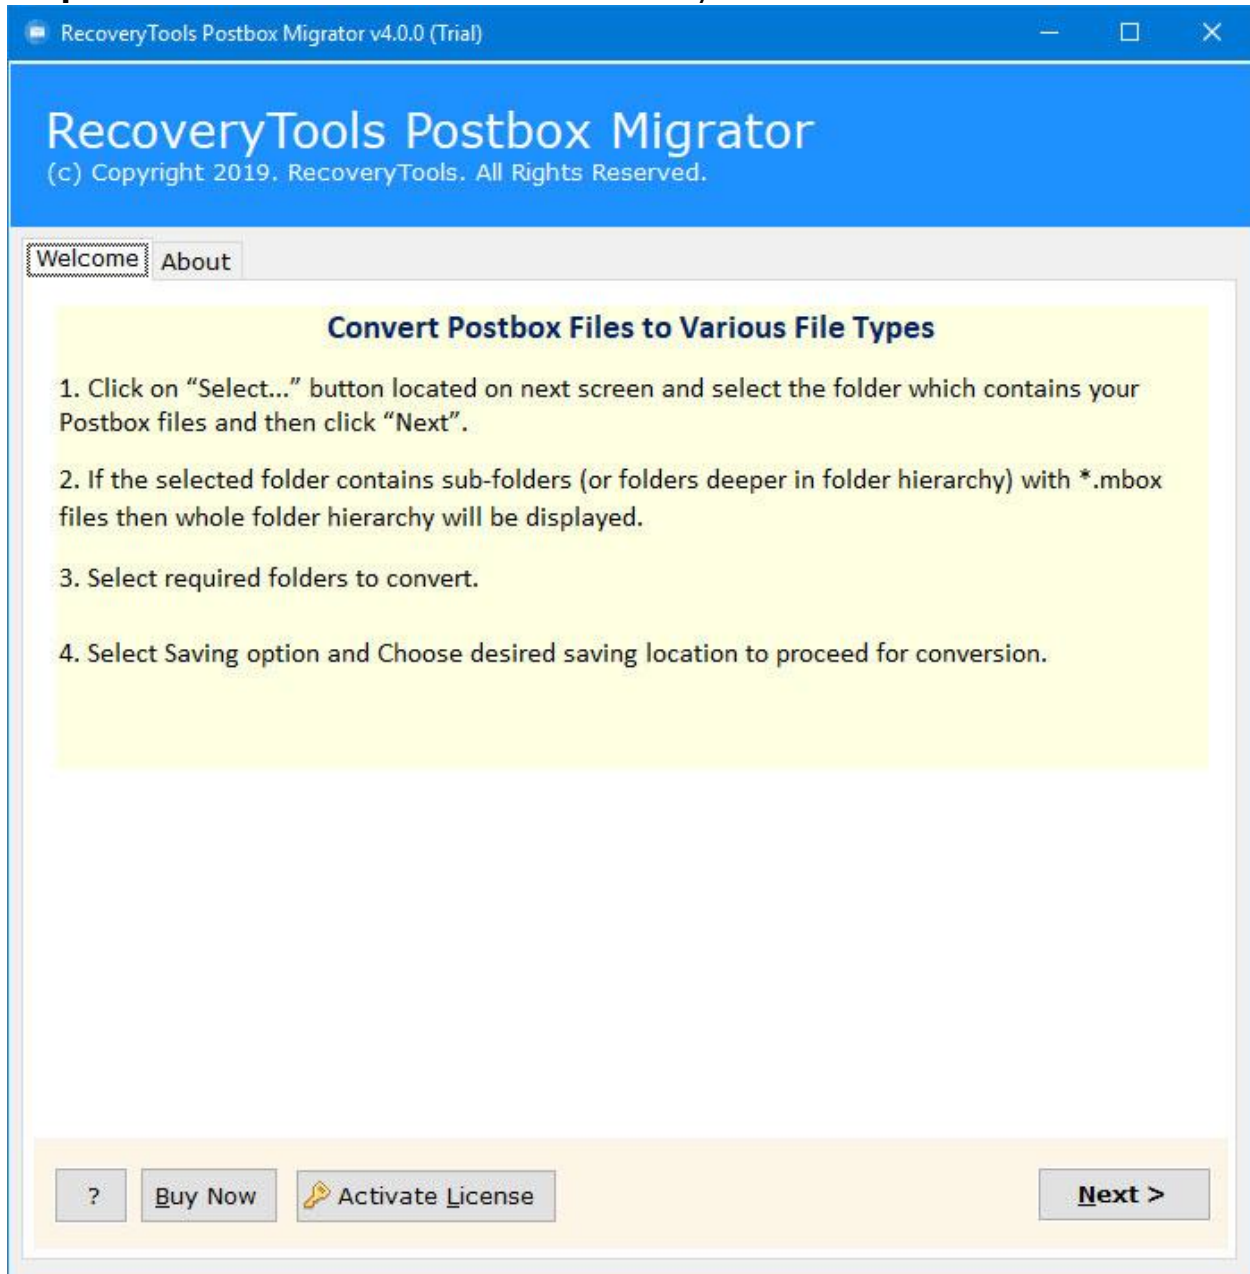 RecoveryTools Postbox Migrator v4.0.0 (Trial)
RecoveryTools Postbox Migrator
(c) Copyright 2019. RecoveryTools. All Rights Reserved.
Welcome About
Convert Postbox Files to Various File Types
1. Click on “Select...” button located on next screen and select the folder which contains your
Postbox files and then click “Next”.
2. If the selected folder contains sub-folders (or folders deeper in folder hierarchy) with *.mbox
files then whole folder hierarchy will be displayed.
3. Select required folders to convert.
4. Select Saving option and Choose desired saving location to proceed for conversion.
? Buy Now Activate License Next >